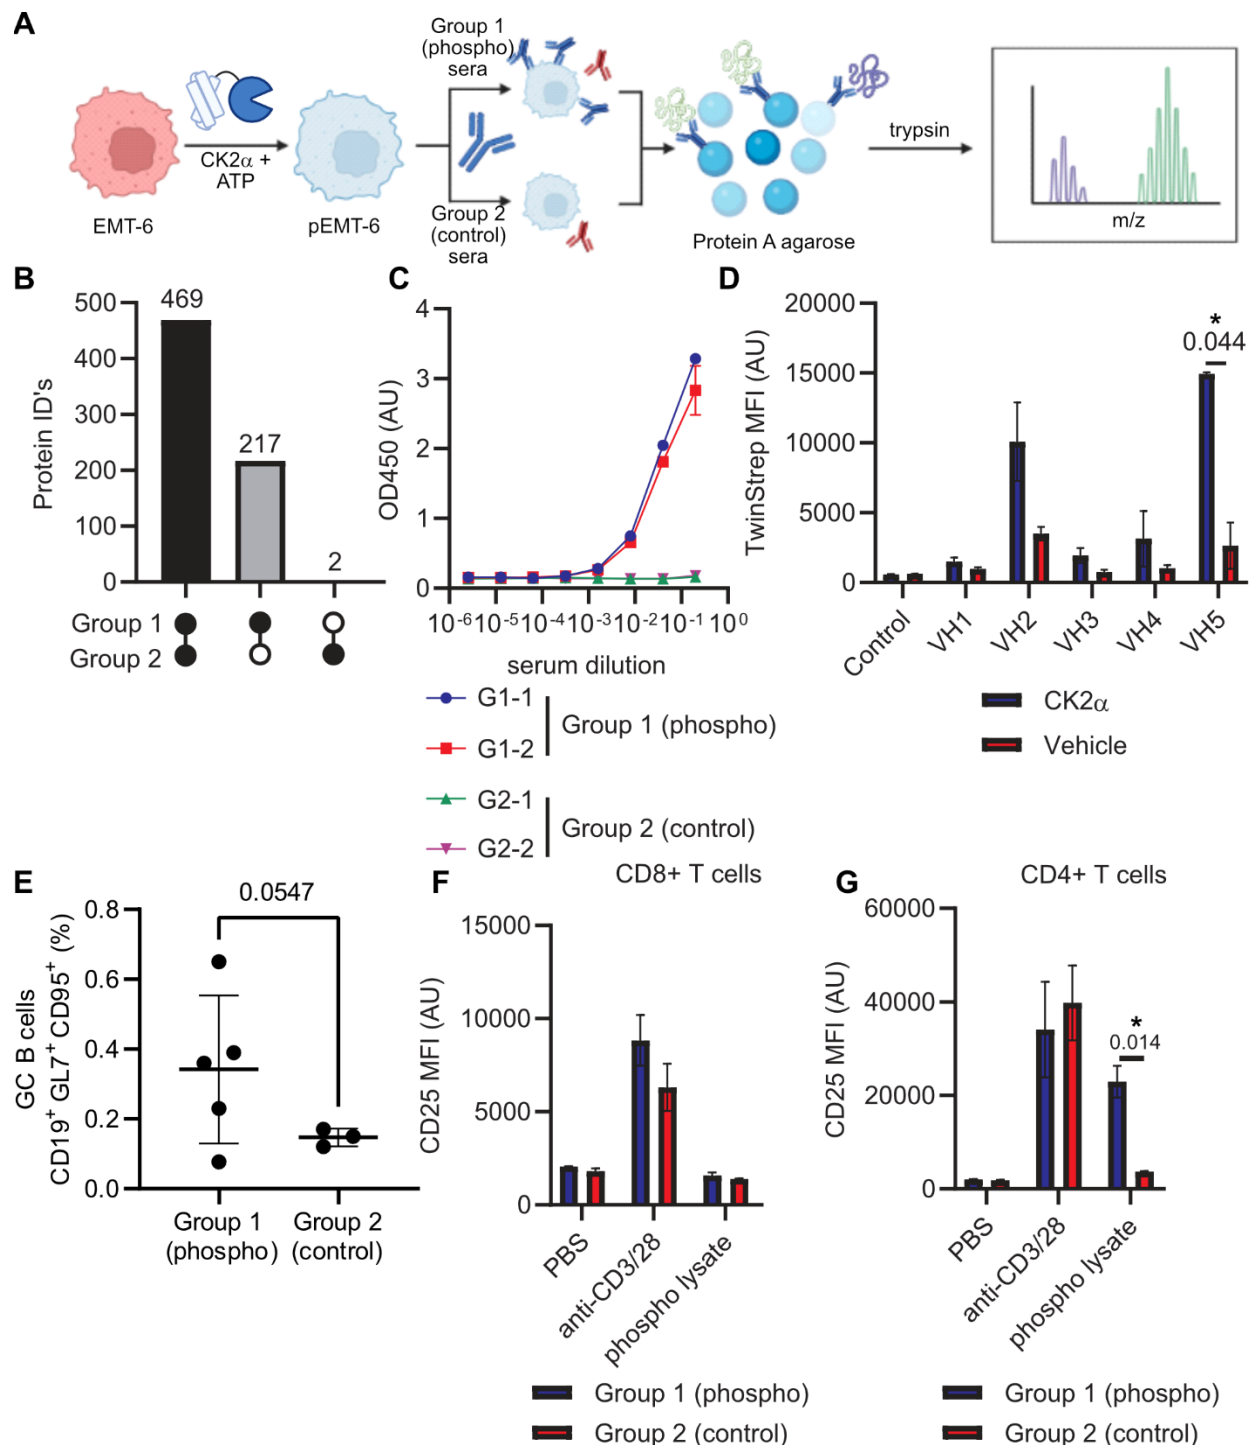 A
EMT-6
CK2α +
ATP
pEMT-6
Group 1
(phospho)
sera
Group 2
(control)
sera
Protein A agarose
trypsin
m/z
B
Protein ID's
500
400
300
200
100
0
469
217
2
Group 1
Group 2
C
OD450 (AU)
4
3
2
1
0
10-6 10-5 10-4 10-3 10-2 10-1 100
serum dilution
G1-1
G1-2
Group 1 (phospho)
G2-1
G2-2
Group 2 (control)
D
TwinStrep MFI (AU)
20000
15000
10000
5000
0
*
0.044
Control
VH1
VH2
VH3
VH4
VH5
CK2α
Vehicle
E
GC B cells
CD19+ GL7+ CD95+ (%)
0.8
0.6
0.4
0.2
0.0
0.0547
Group 1
(phospho)
Group 2
(control)
F
CD8+ T cells
CD25 MFI (AU)
15000
10000
5000
0
PBS
anti-CD3/28
phospho lysate
Group 1 (phospho)
Group 2 (control)
G
CD4+ T cells
CD25 MFI (AU)
60000
40000
20000
0
*
0.014
PBS
anti-CD3/28
phospho lysate
Group 1 (phospho)
Group 2 (control)